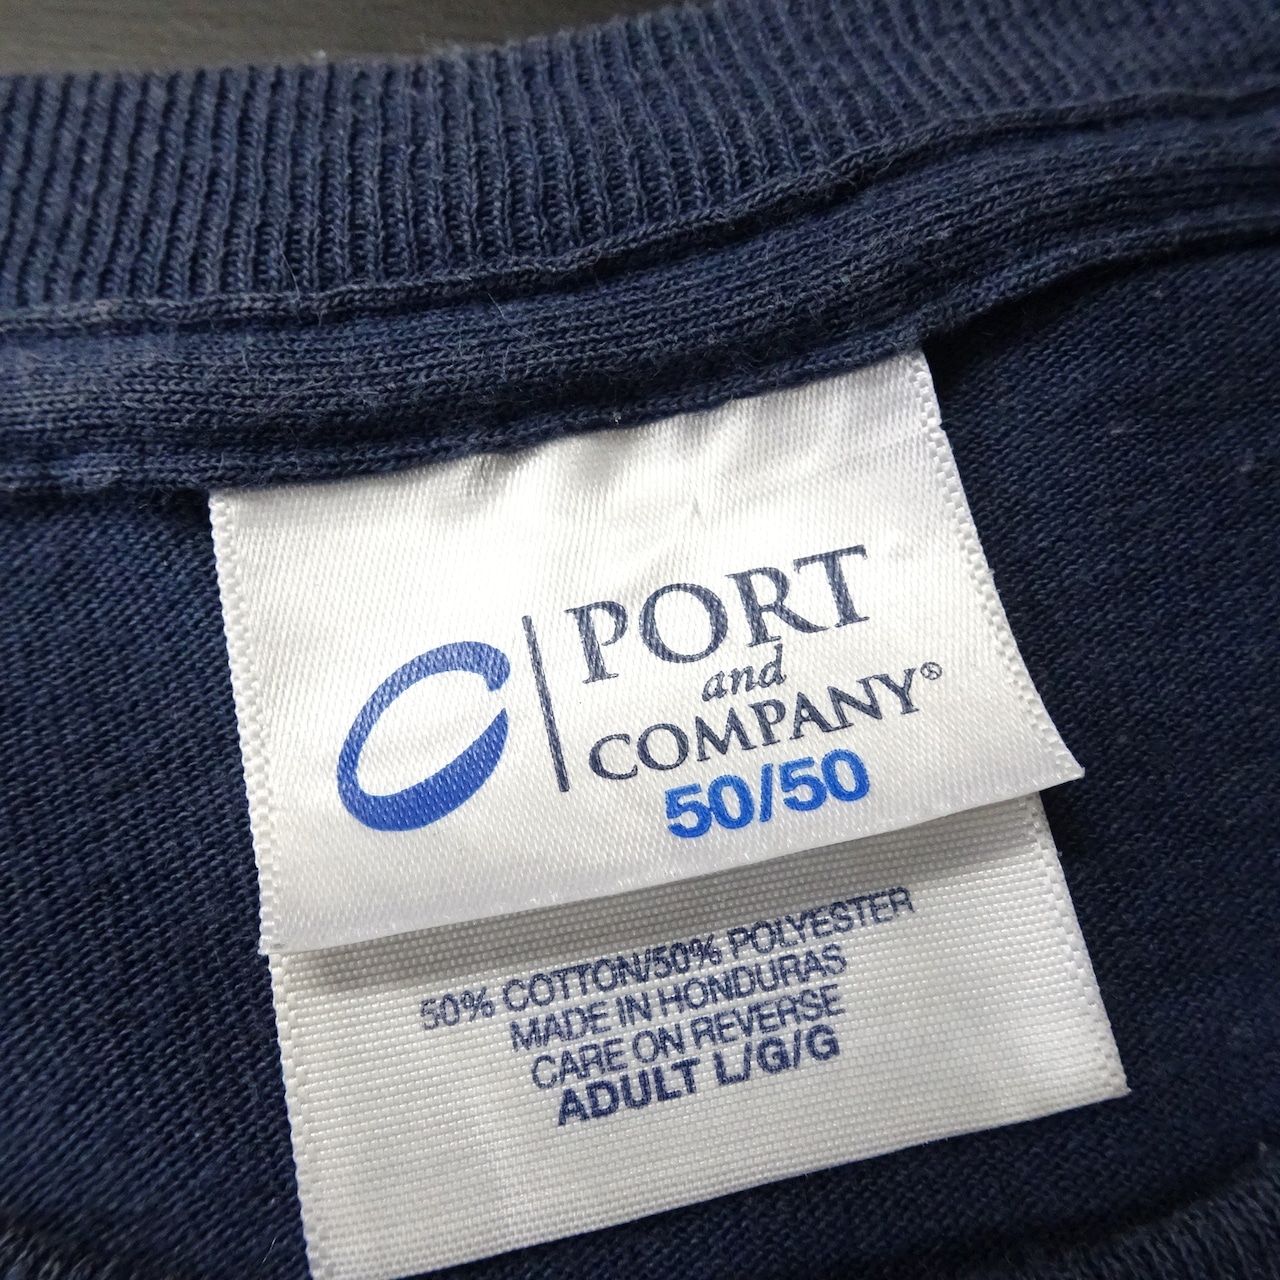 PORT
and
COMPANY®
50/50
50% COTTON/50% POLYESTER
MADE IN HONDURAS
CARE ON REVERSE
ADULT L/G/G